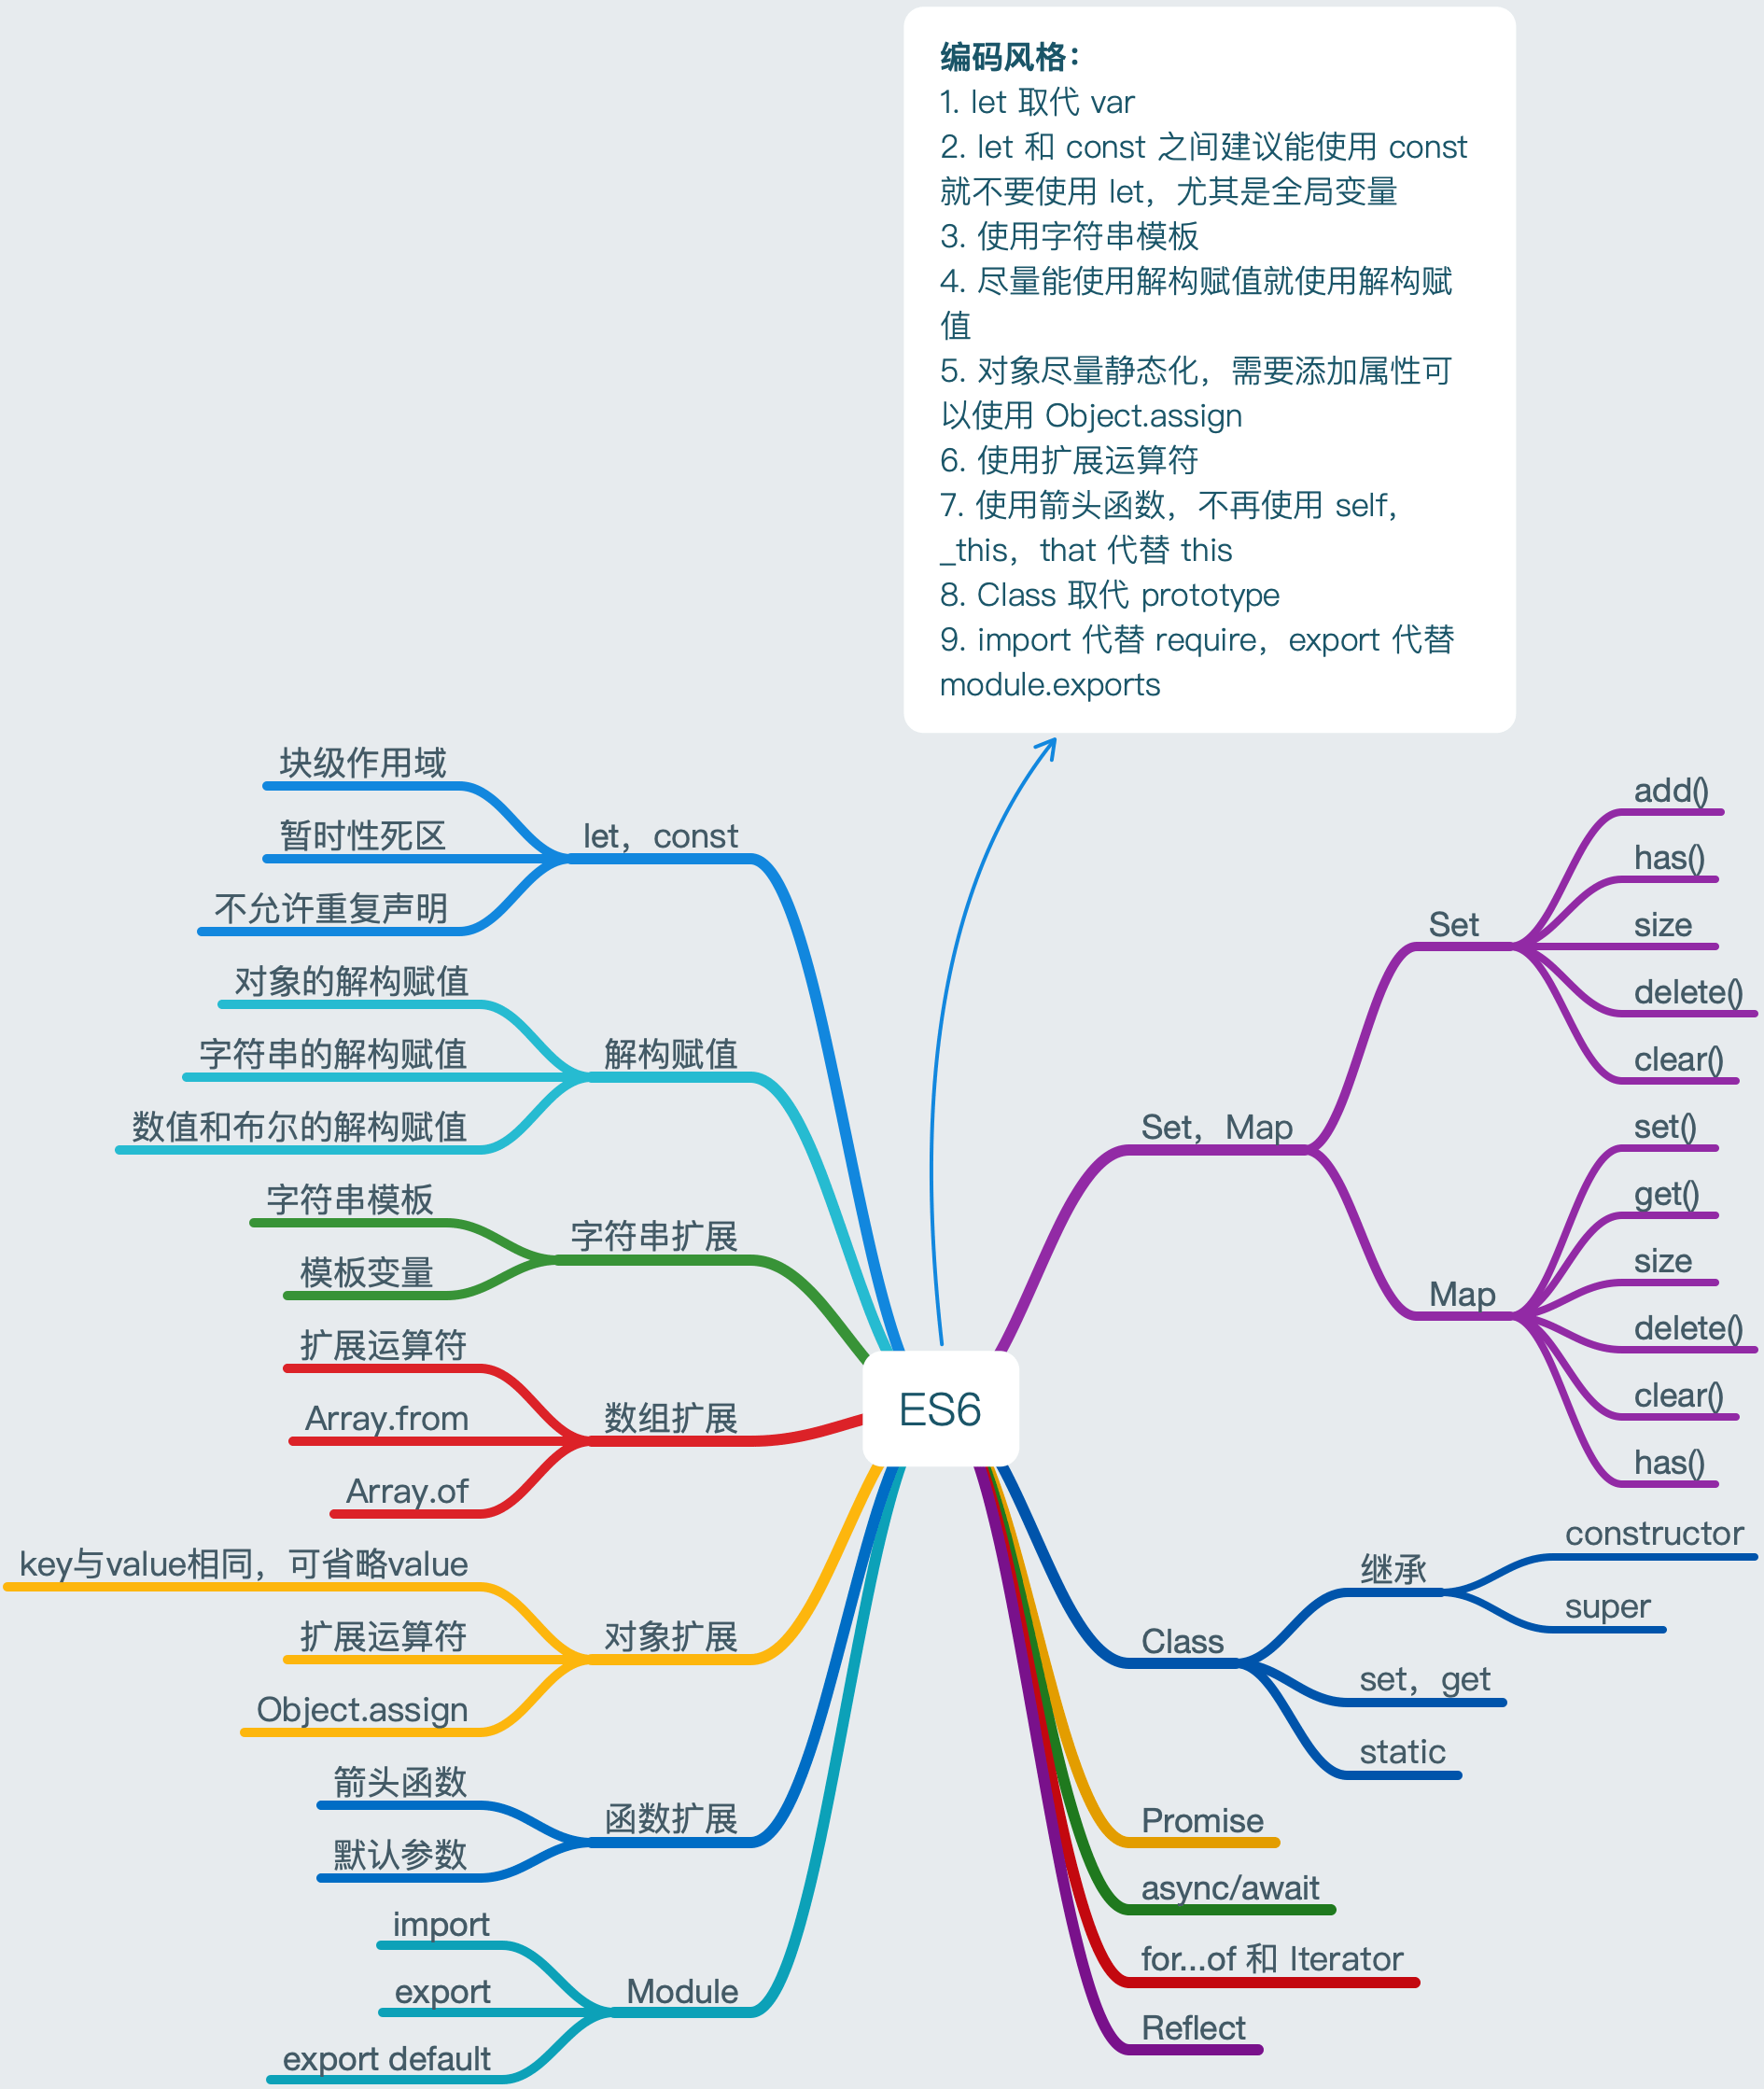 编码风格：
1. let 取代 var
2. let 和 const 之间建议能使用 const
就不要使用 let，尤其是全局变量
3. 使用字符串模板
4. 尽量能使用解构赋值就使用解构赋
值
5. 对象尽量静态化，需要添加属性可
以使用 Object.assign
6. 使用扩展运算符
7. 使用箭头函数，不再使用 self，
_this，that 代替 this
8. Class 取代 prototype
9. import 代替 require，export 代替
module.exports
ES6
let，const
块级作用域
暂时性死区
不允许重复声明
解构赋值
对象的解构赋值
字符串的解构赋值
数值和布尔的解构赋值
字符串扩展
字符串模板
模板变量
数组扩展
扩展运算符
Array.from
Array.of
对象扩展
key与value相同，可省略value
扩展运算符
Object.assign
函数扩展
箭头函数
默认参数
Module
import
export
export default
Set，Map
Set
add()
has()
size
delete()
clear()
Map
set()
get()
size
delete()
clear()
has()
Class
继承
constructor
super
set，get
static
Promise
async/await
for...of 和 Iterator
Reflect